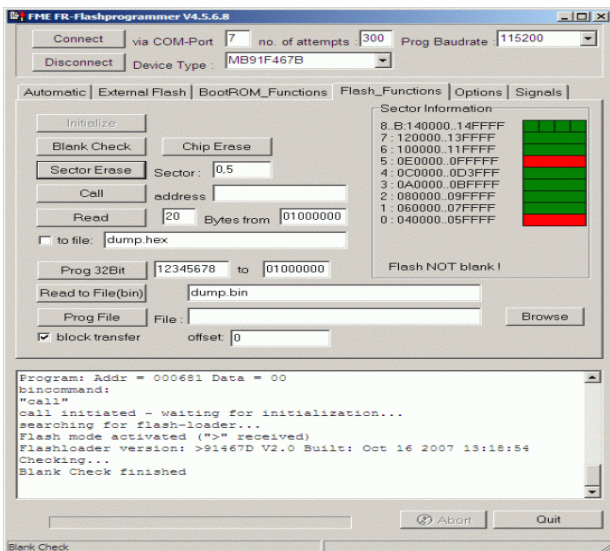 FME FR-Flashprogrammer V4.5.6.8
Connect via COM-Port 7 no. of attempts : 300 Prog Baudrate : 115200
Disconnect Device Type : MB91F467B
Automatic External Flash BootROM_Functions Flash_Functions Options Signals
Initialize
Blank Check Chip Erase
Sector Erase Sector : 0,5
Call address
Read 20 Bytes from 01000000
to file: dump.hex
Prog 32Bit 12345678 to 01000000
Read to File(bin) dump.bin
Prog File File : Browse
block transfer offset: 0
Sector Information
8..B:140000..14FFFF
7 : 120000..13FFFF
6 : 100000..11FFFF
5 : 0E0000..0FFFFF
4 : 0C0000..0D3FFF
3 : 0A0000..0BFFFF
2 : 080000..09FFFF
1 : 060000..07FFFF
0 : 040000..05FFFF
Flash NOT blank !
Program: Addr = 000681 Data = 00
bincommand:
"call"
call initiated - waiting for initialization...
searching for flash-loader...
Flash mode activated (">" received)
Flashloader version: >91467D V2.0 Built: Oct 16 2007 13:18:54
Checking...
Blank Check finished
Abort Quit
Blank Check